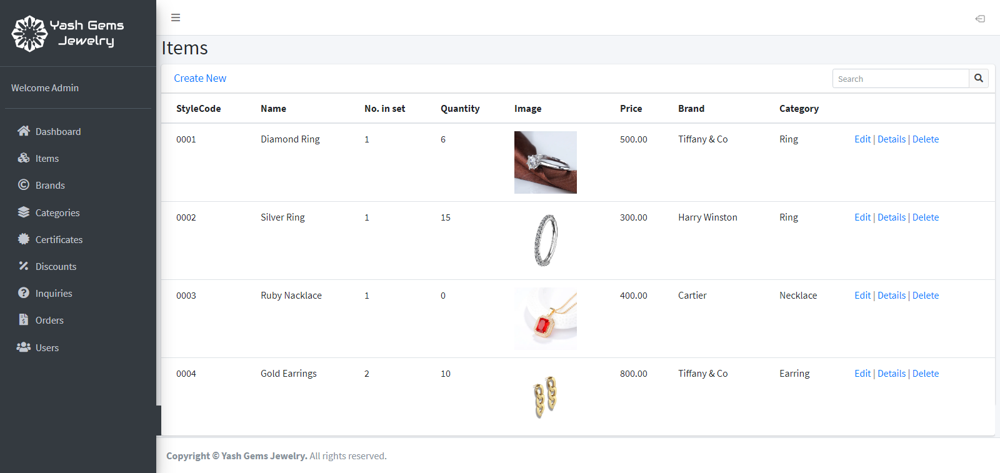 Yash Gems
Jewelry
Welcome Admin
Dashboard
Items
Brands
Categories
Certificates
Discounts
Inquiries
Orders
Users
Items
Create New
Search
StyleCode Name No. in set Quantity Image Price Brand Category
0001 Diamond Ring 1 6 500.00 Tiffany & Co Ring Edit | Details | Delete
0002 Silver Ring 1 15 300.00 Harry Winston Ring Edit | Details | Delete
0003 Ruby Nacklace 1 0 400.00 Cartier Necklace Edit | Details | Delete
0004 Gold Earrings 2 10 800.00 Tiffany & Co Earring Edit | Details | Delete
Copyright © Yash Gems Jewelry. All rights reserved.